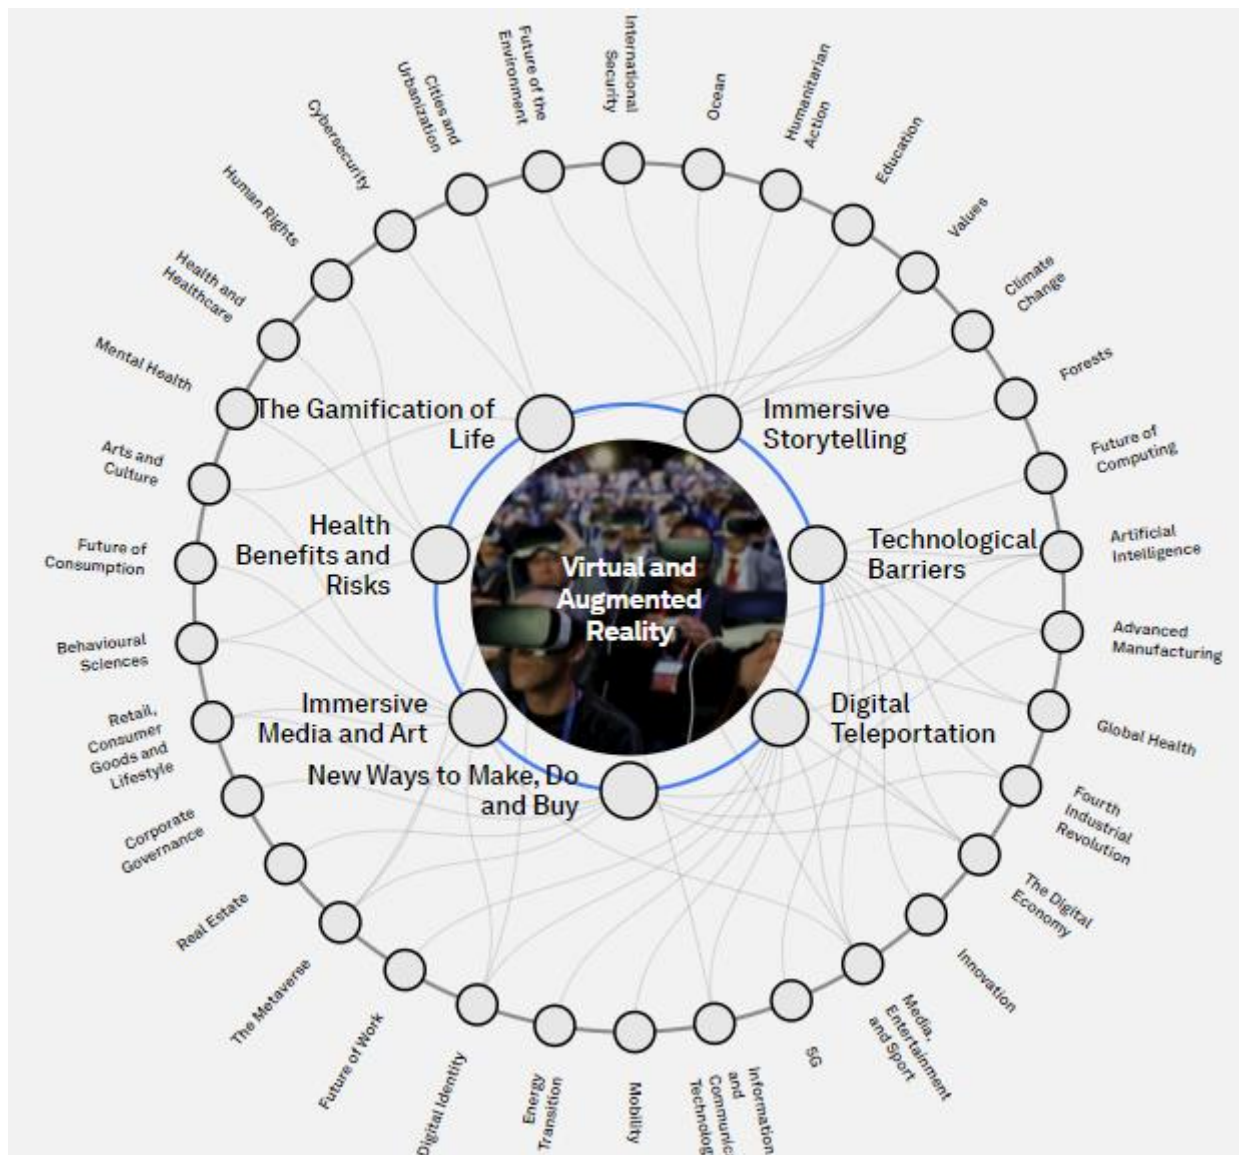 Virtual and
Augmented
Reality
Immersive
Storytelling
Technological
Barriers
Digital
Teleportation
New Ways to Make, Do
and Buy
Immersive
Media and Art
Health
Benefits and
Risks
The Gamification of
Life
International
Security
Ocean
Humanitarian
Action
Education
Values
Climate
Change
Forests
Future of
Computing
Artificial
Intelligence
Advanced
Manufacturing
Global Health
Fourth
Industrial
Revolution
The Digital
Economy
Innovation
Media,
Entertainment
and Sport
5G
Information
and
Communic
Technolog
Mobility
Energy
Transition
Digital Identity
Future of Work
The Metaverse
Real Estate
Corporate
Governance
Retail,
Consumer
Goods and
Lifestyle
Behavioural
Sciences
Future of
Consumption
Arts and
Culture
Mental Health
Health and
Healthcare
Human Rights
Cybersecurity
Cities and
Urbanization
Future of the
Environment